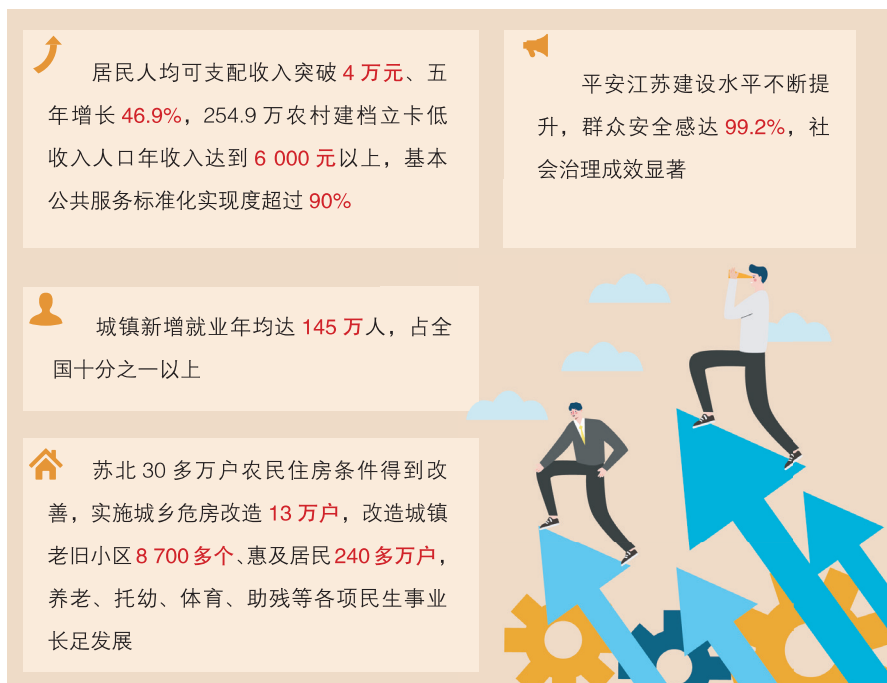 居民人均可支配收入突破 4 万元、五
年增长 46.9%，254.9 万农村建档立卡低
收入人口年收入达到 6 000 元以上，基本
公共服务标准化实现度超过 90%
平安江苏建设水平不断提
升，群众安全感达 99.2%，社
会治理成效显著
城镇新增就业年均达 145 万人，占全
国十分之一以上
苏北 30 多万户农民住房条件得到改
善，实施城乡危房改造 13 万户，改造城镇
老旧小区 8 700 多个、惠及居民 240 多万户，
养老、托幼、体育、助残等各项民生事业
长足发展